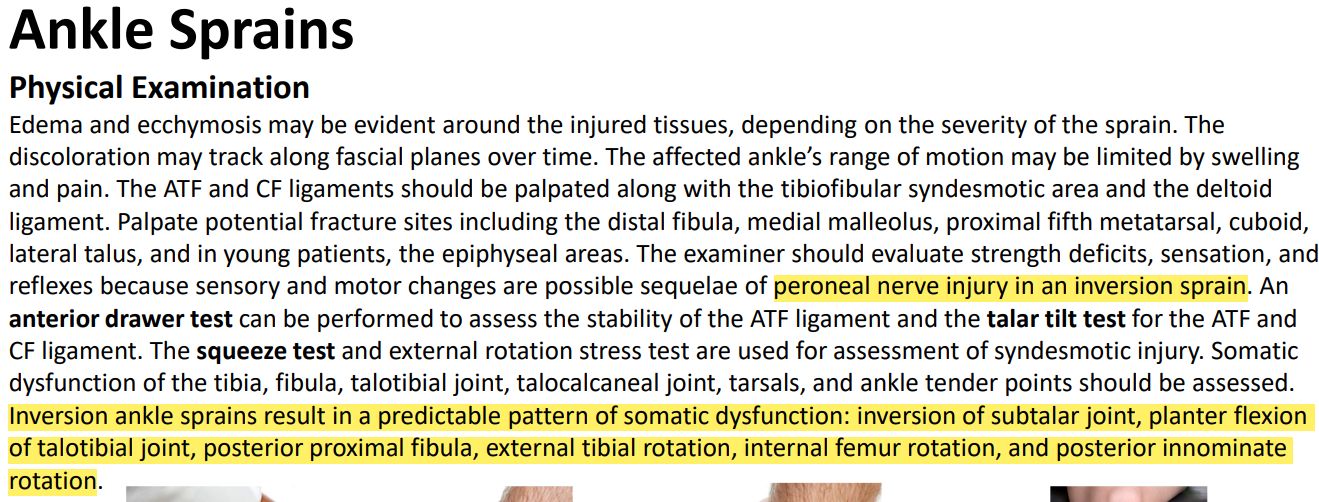 Ankle Sprains
Physical Examination
Edema and ecchymosis may be evident around the injured tissues, depending on the severity of the sprain. The
discoloration may track along fascial planes over time. The affected ankle’s range of motion may be limited by swelling
and pain. The ATF and CF ligaments should be palpated along with the tibiofibular syndesmotic area and the deltoid
ligament. Palpate potential fracture sites including the distal fibula, medial malleolus, proximal fifth metatarsal, cuboid,
lateral talus, and in young patients, the epiphyseal areas. The examiner should evaluate strength deficits, sensation, and
reflexes because sensory and motor changes are possible sequelae of peroneal nerve injury in an inversion sprain. An
anterior drawer test can be performed to assess the stability of the ATF ligament and the talar tilt test for the ATF and
CF ligament. The squeeze test and external rotation stress test are used for assessment of syndesmotic injury. Somatic
dysfunction of the tibia, fibula, talotibial joint, talocalcaneal joint, tarsals, and ankle tender points should be assessed.
Inversion ankle sprains result in a predictable pattern of somatic dysfunction: inversion of subtalar joint, planter flexion
of talotibial joint, posterior proximal fibula, external tibial rotation, internal femur rotation, and posterior innominate
rotation.